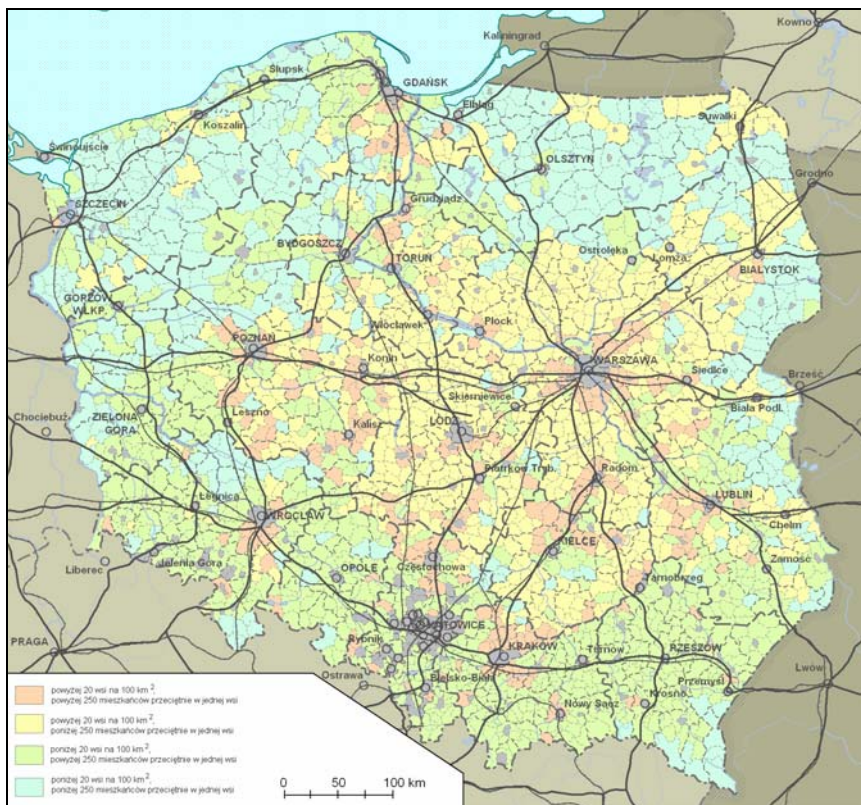 Kowno
Kaliningrad
Słupsk
GDAŃSK
Elbląg
Suwałki
Koszalin
Świnoujście
OLSZTYN
Grodno
SZCZECIN
Grudziądz
BYDGOSZCZ
Ostrołęka
Łomża
TORUŃ
BIAŁYSTOK
GORZÓW
WLKP.
Włocławek
Płock
POZNAŃ
Konin
WARSZAWA
Siedlce
Brześć
Skierniewice
Biała Podl.
Chociebuż
ZIELONA
GÓRA
Leszno
Kalisz
ŁÓDŹ
Piotrków Tryb.
Radom
Legnica
WROCŁAW
LUBLIN
Chełm
KIELCE
Jelenia Góra
Liberec
OPOLE
Częstochowa
Zamość
Tarnobrzeg
PRAGA
KATOWICE
Rybnik
KRAKÓW
Tarnów
RZESZÓW
Lwów
Ostrawa
Bielsko-Biała
Przemyśl
Krosno
Nowy Sącz
powyżej 20 wsi na 100 km²,
powyżej 250 mieszkańców przeciętnie w jednej wsi
powyżej 20 wsi na 100 km²,
poniżej 250 mieszkańców przeciętnie w jednej wsi
poniżej 20 wsi na 100 km²,
powyżej 250 mieszkańców przeciętnie w jednej wsi
poniżej 20 wsi na 100 km²,
poniżej 250 mieszkańców przeciętnie w jednej wsi
0 50 100 km